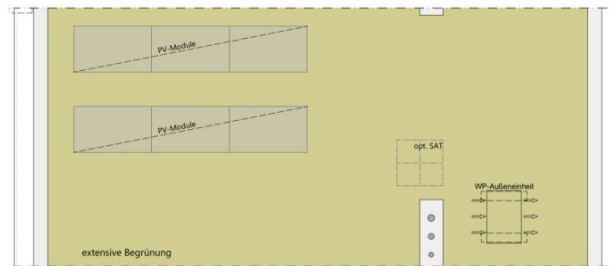 PV-Module
PV-Module
opt. SAT
WP-Außeneinheit
extensive Begrünung